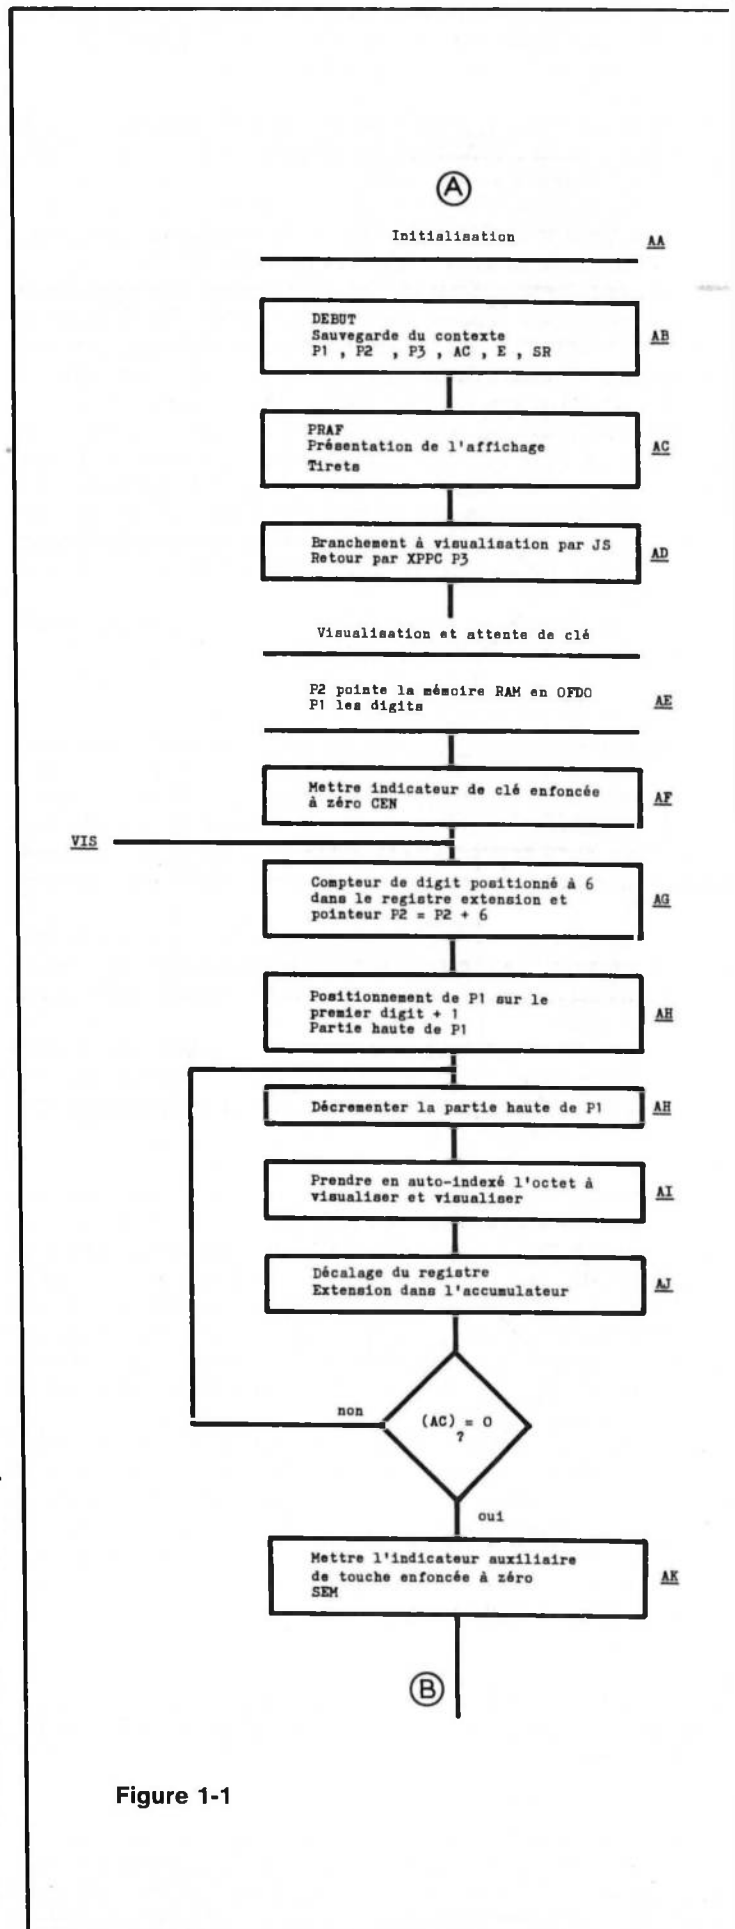 A
Initialisation AA
DEBUT
Sauvegarde du contexte AB
P1 , P2 , P3 , AC , E , SR
PRAF
Présentation de l'affichage AC
Tirets
Branchement à visualisation par JS
Retour par XPPC P3 AD
Visualisation et attente de clé
P2 pointe la mémoire RAM en OFDO
P1 les digits AE
Mettre indicateur de clé enfoncée
à zéro CEN AF
VIS
Compteur de digit positionné à 6
dans le registre extension et AG
pointeur P2 = P2 + 6
Positionnement de P1 sur le
premier digit + 1 AH
Partie haute de P1
Décrementer la partie haute de P1 AH
Prendre en auto-indexé l'octet à
visualiser et visualiser AI
Décalage du registre
Extension dans l'accumulateur AJ
non
(AC) = 0
?
oui
Mettre l'indicateur auxiliaire
de touche enfoncée à zéro AK
SEM
B
Figure 1-1